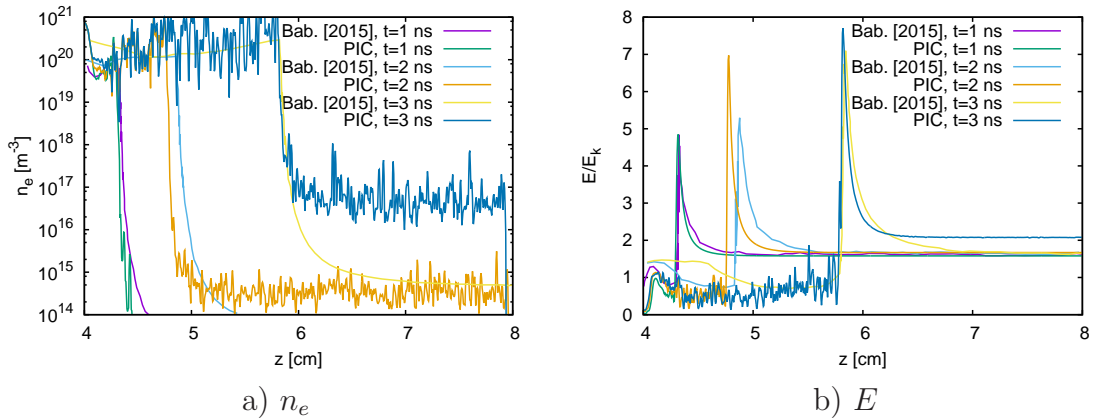 10^21
10^20
10^19
10^18
10^17
10^16
10^15
10^14
n_e [m^-3]
4 5 6 7 8
z [cm]
Bab. [2015], t=1 ns
PIC, t=1 ns
Bab. [2015], t=2 ns
PIC, t=2 ns
Bab. [2015], t=3 ns
PIC, t=3 ns
a) n_e
8
7
6
5
4
3
2
1
0
E/E_k
4 5 6 7 8
z [cm]
Bab. [2015], t=1 ns
PIC, t=1 ns
Bab. [2015], t=2 ns
PIC, t=2 ns
Bab. [2015], t=3 ns
PIC, t=3 ns
b) E